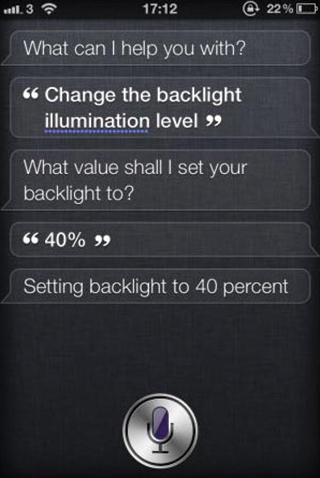 3 17:12 22%
What can I help you with?
“ Change the backlight
illumination level ”
What value shall I set your
backlight to?
“ 40% ”
Setting backlight to 40 percent